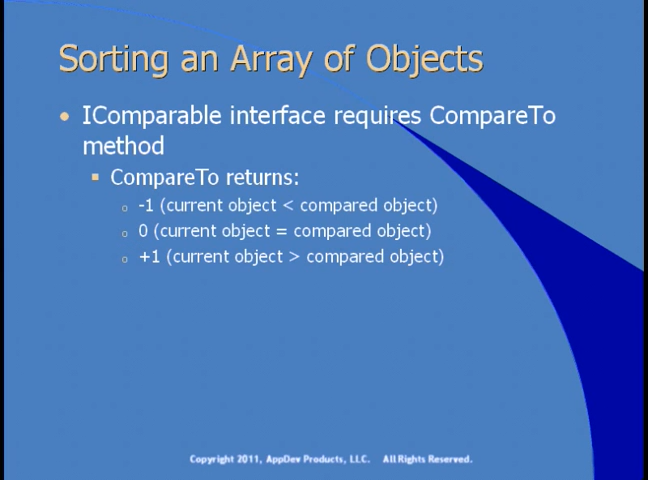 Sorting an Array of Objects
• IComparable interface requires CompareTo
method
▪ CompareTo returns:
o -1 (current object < compared object)
o 0 (current object = compared object)
o +1 (current object > compared object)
Copyright 2011, AppDev Products, LLC. All Rights Reserved.